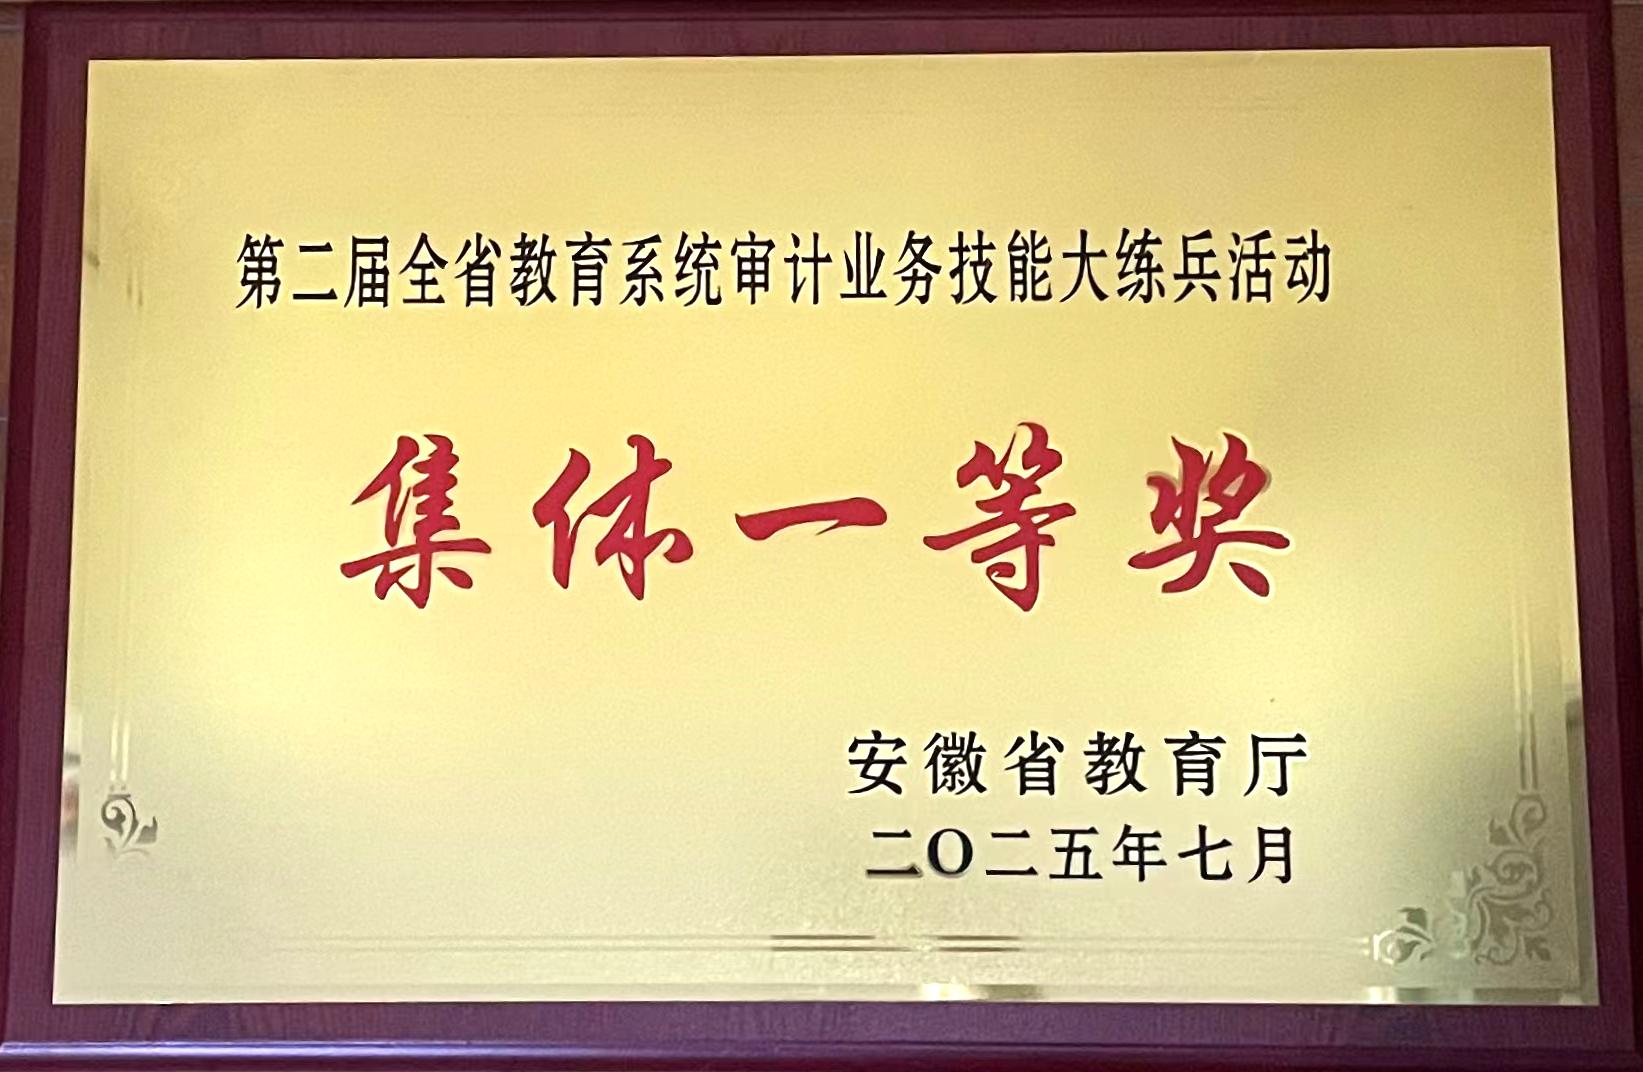 第二届全省教育系统审计业务技能大练兵活动
集体一等奖
安徽省教育厅
二〇二五年七月